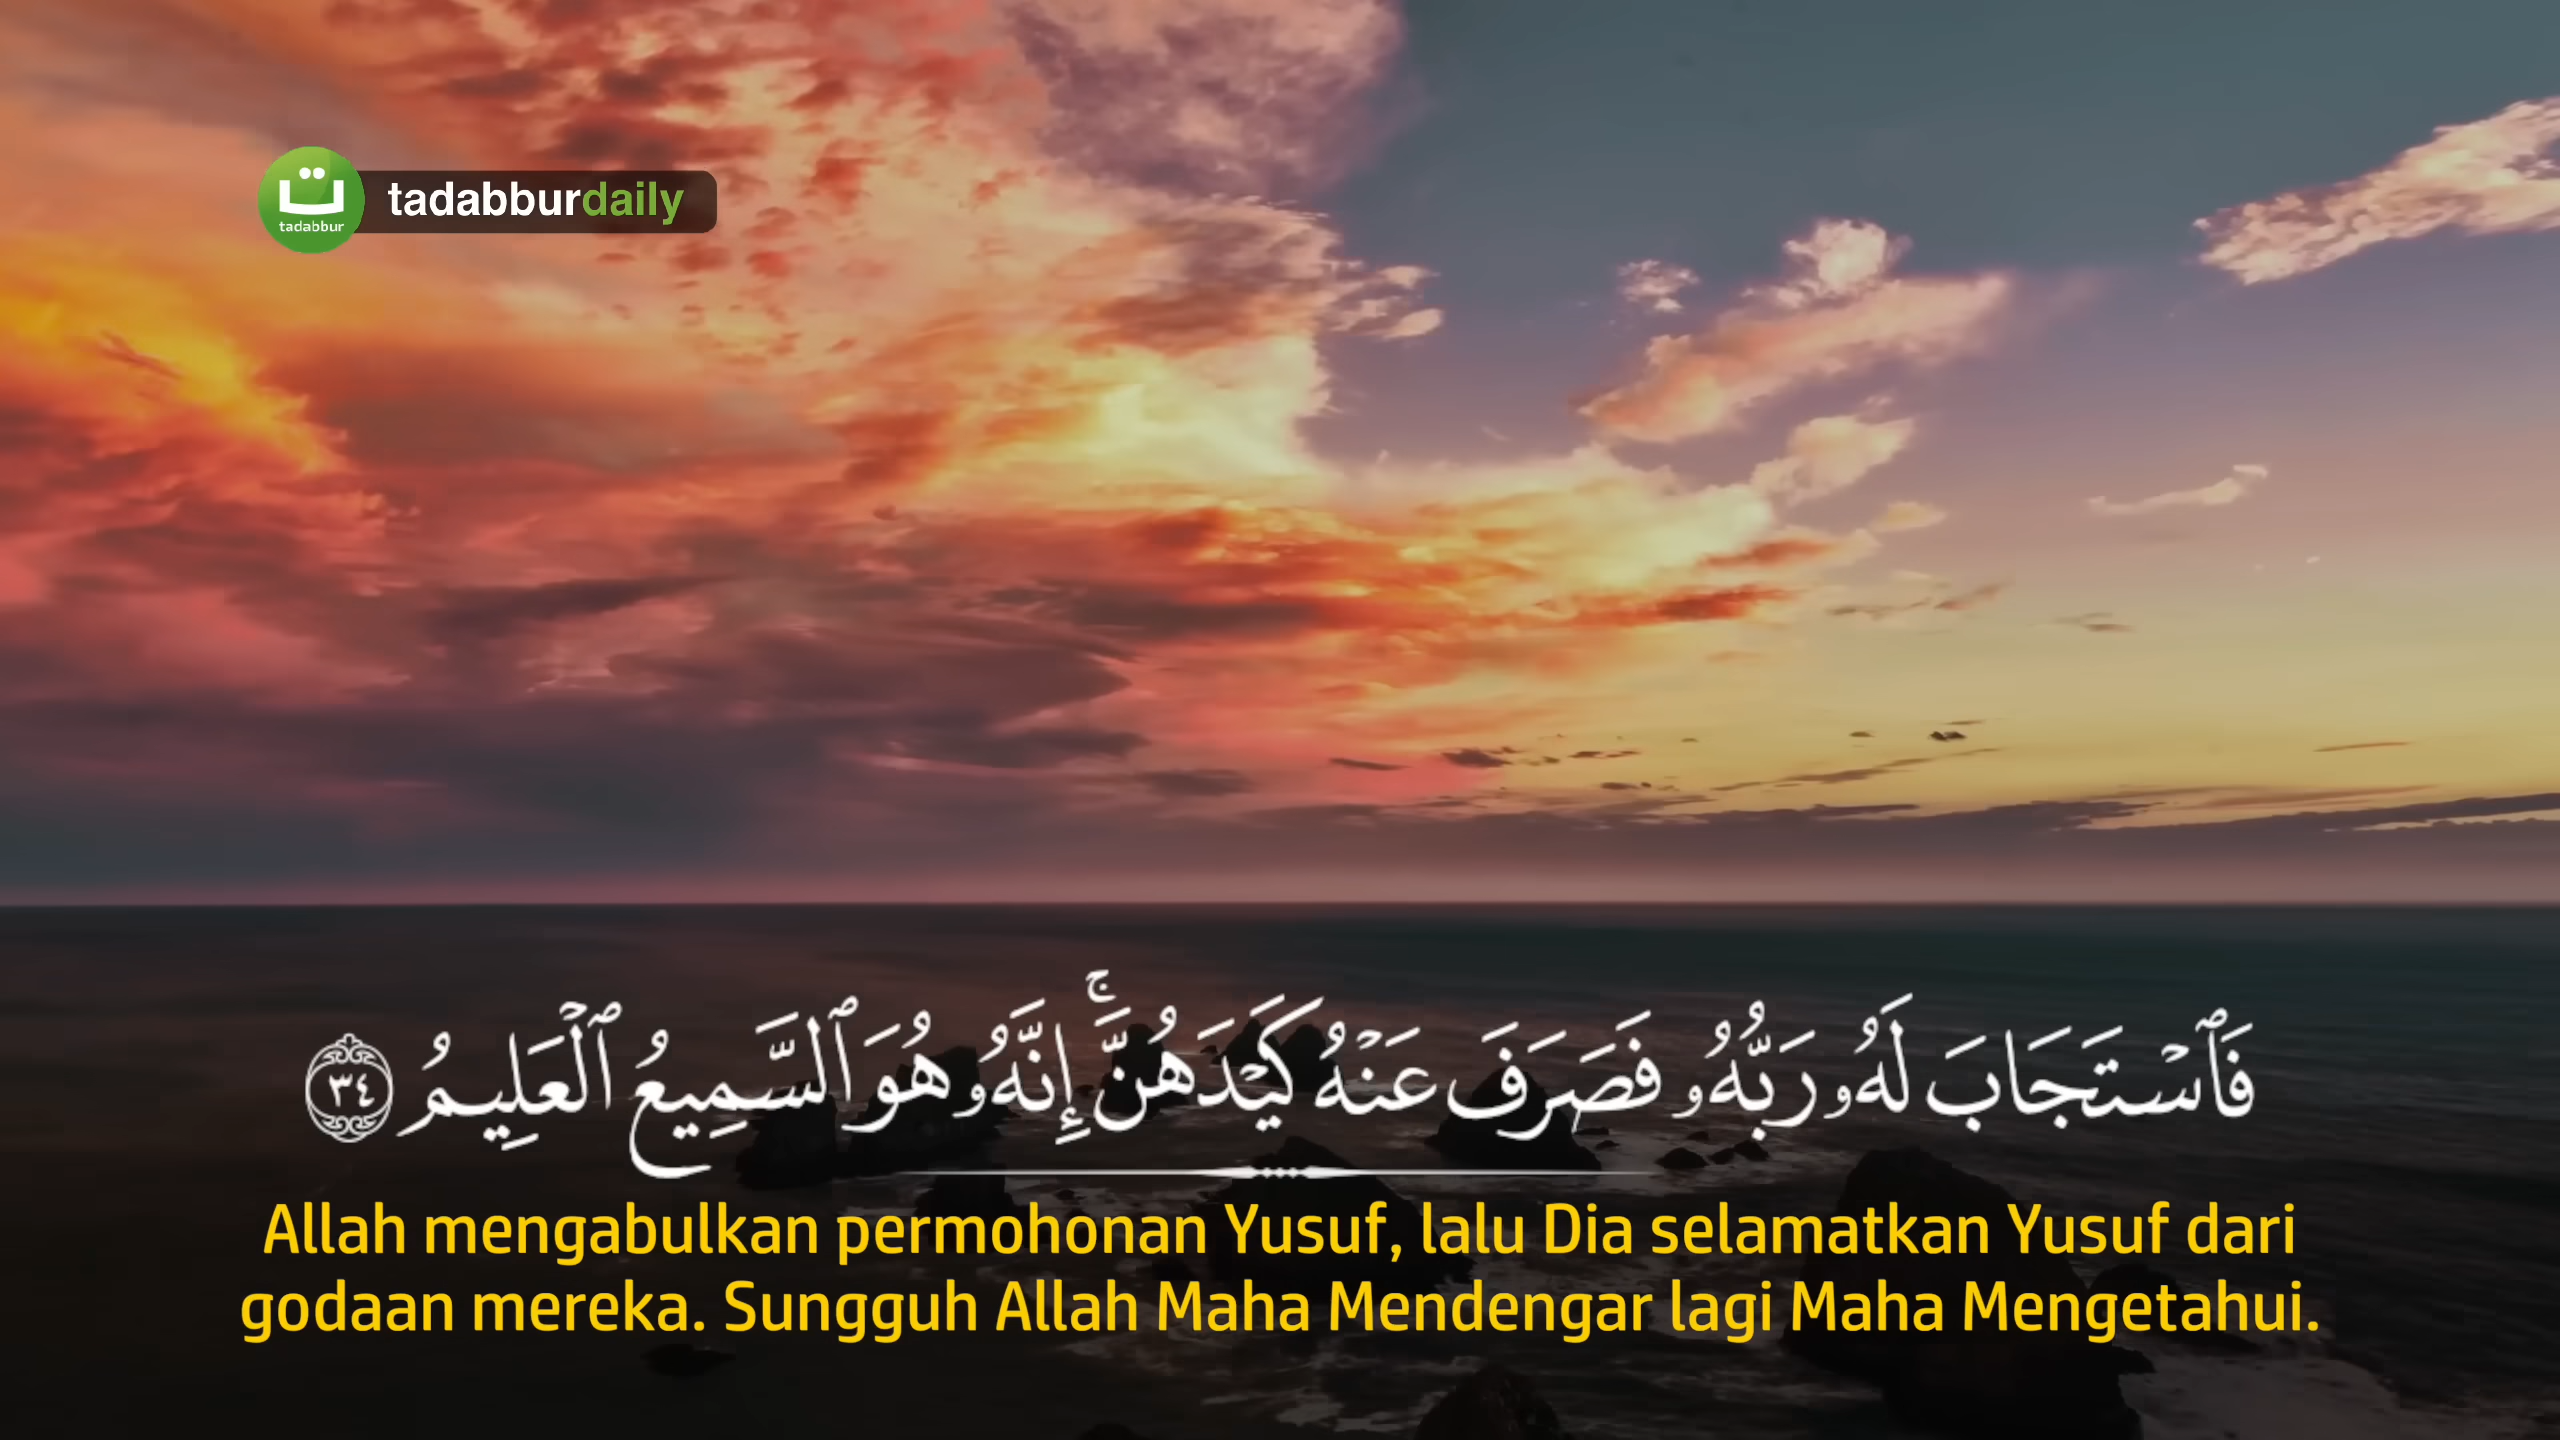 تـ
tadabbur
tadabburdaily
فَٱسْتَجَابَ لَهُۥ رَبُّهُۥ فَصَرَفَ عَنْهُ كَيْدَهُنَّ ۚ إِنَّهُۥ هُوَ ٱلسَّمِيعُ ٱلْعَلِيمُ ٣٤
Allah mengabulkan permohonan Yusuf, lalu Dia selamatkan Yusuf dari
godaan mereka. Sungguh Allah Maha Mendengar lagi Maha Mengetahui.